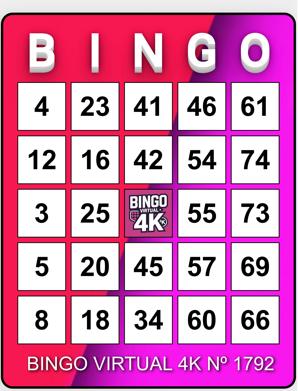 B I N G O
4 23 41 46 61
12 16 42 54 74
3 25 BINGO VIRTUAL 4K 55 73
5 20 45 57 69
8 18 34 60 66
BINGO VIRTUAL 4K Nº 1792